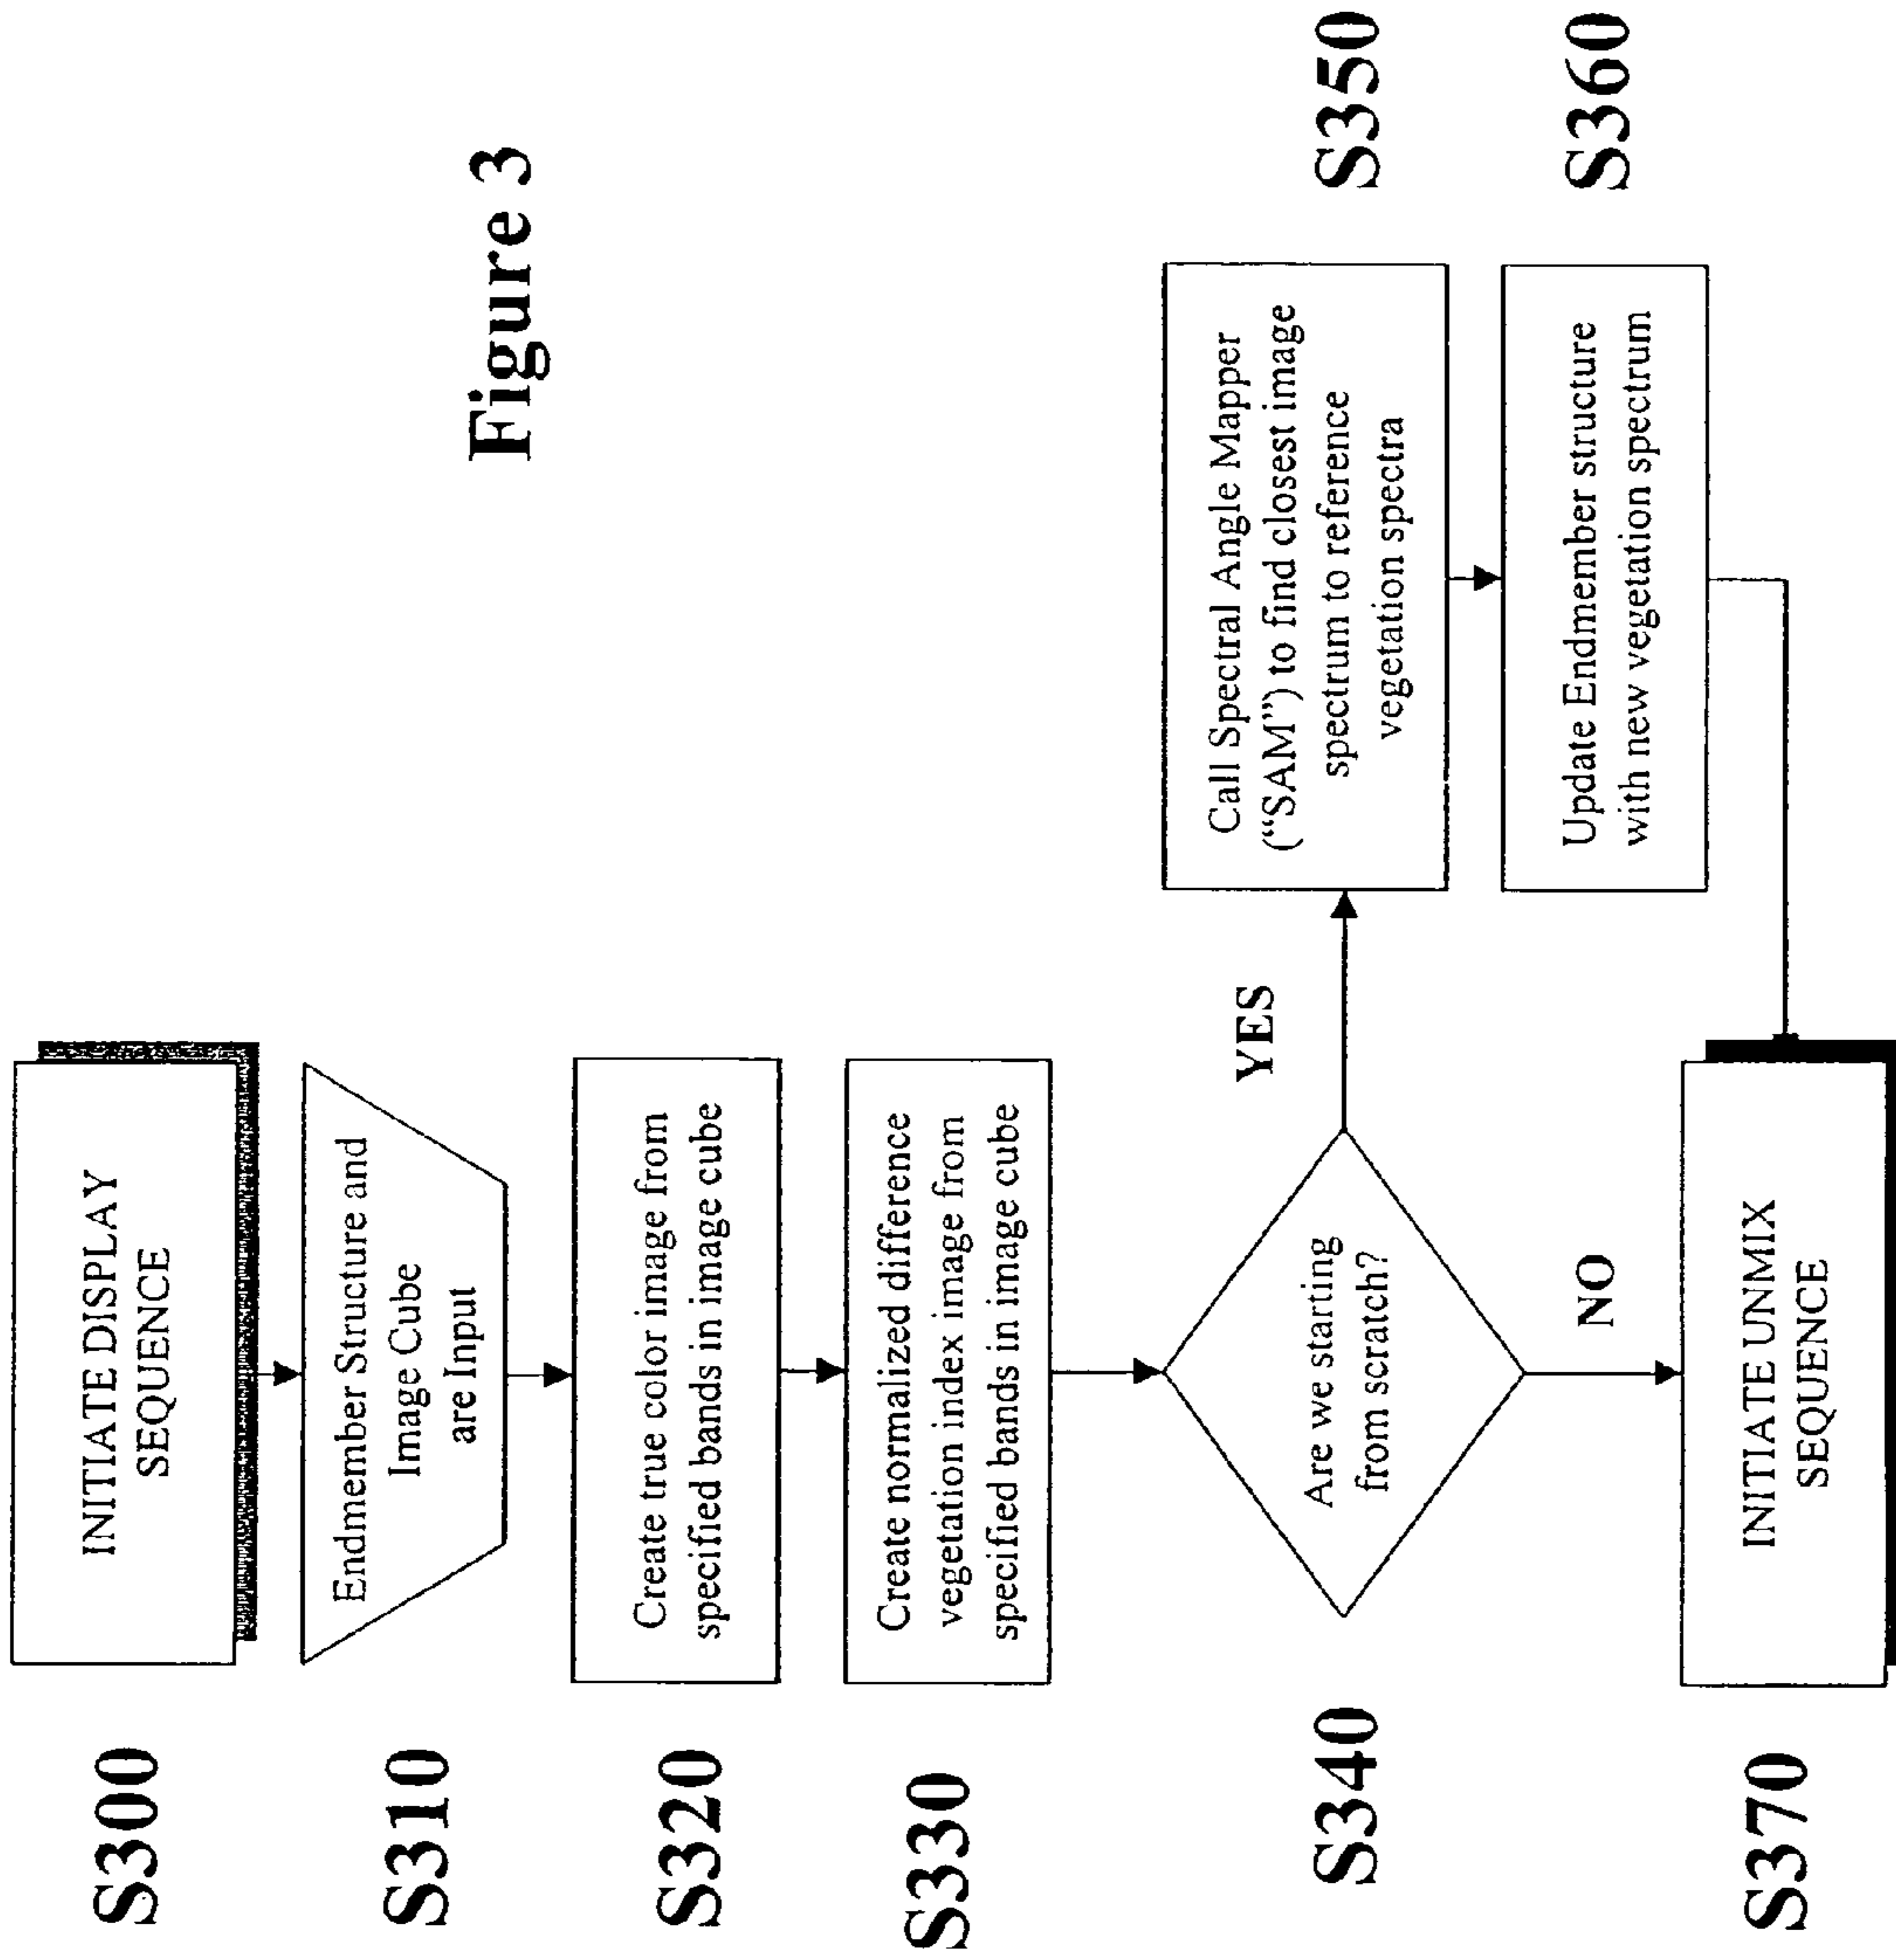 Figure 3
S300
INITIATE DISPLAY
SEQUENCE
S310
Endmember Structure and
Image Cube
are Input
S320
Create true color image from
specified bands in image cube
S330
Create normalized difference
vegetation index image from
specified bands in image cube
S340
Are we starting
from scratch?
YES
NO
Call Spectral Angle Mapper
(“SAM”) to find closest image
spectrum to reference
vegetation spectra
S350
Update Endmember structure
with new vegetation spectrum
S360
S370
INITIATE UNMIX
SEQUENCE